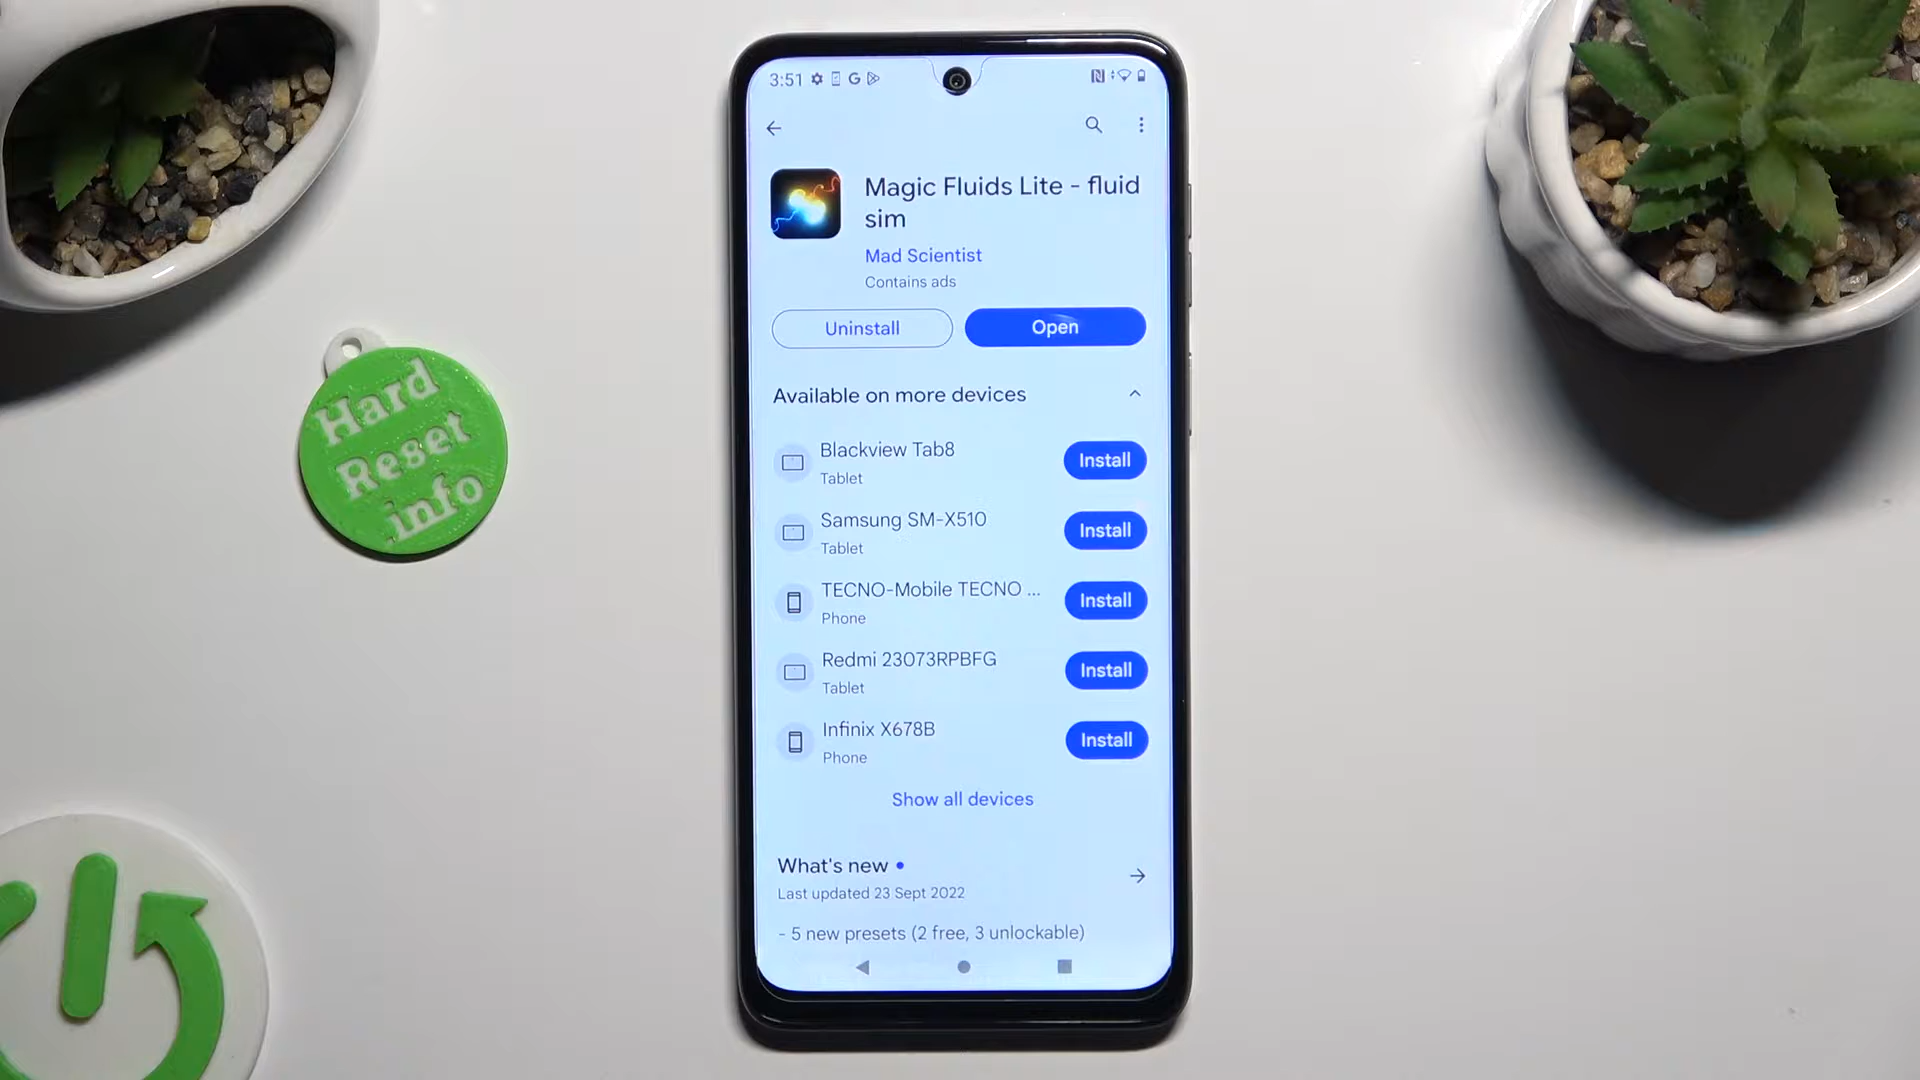 3:51
Magic Fluids Lite - fluid
sim
Mad Scientist
Contains ads
Uninstall
Open
Available on more devices
Blackview Tab8
Tablet
Install
Samsung SM-X510
Tablet
Install
TECNO-Mobile TECNO ...
Phone
Install
Redmi 23073RPBFG
Tablet
Install
Infinix X678B
Phone
Install
Show all devices
What's new
Last updated 23 Sept 2022
- 5 new presets (2 free, 3 unlockable)
Hard
Reset
.info